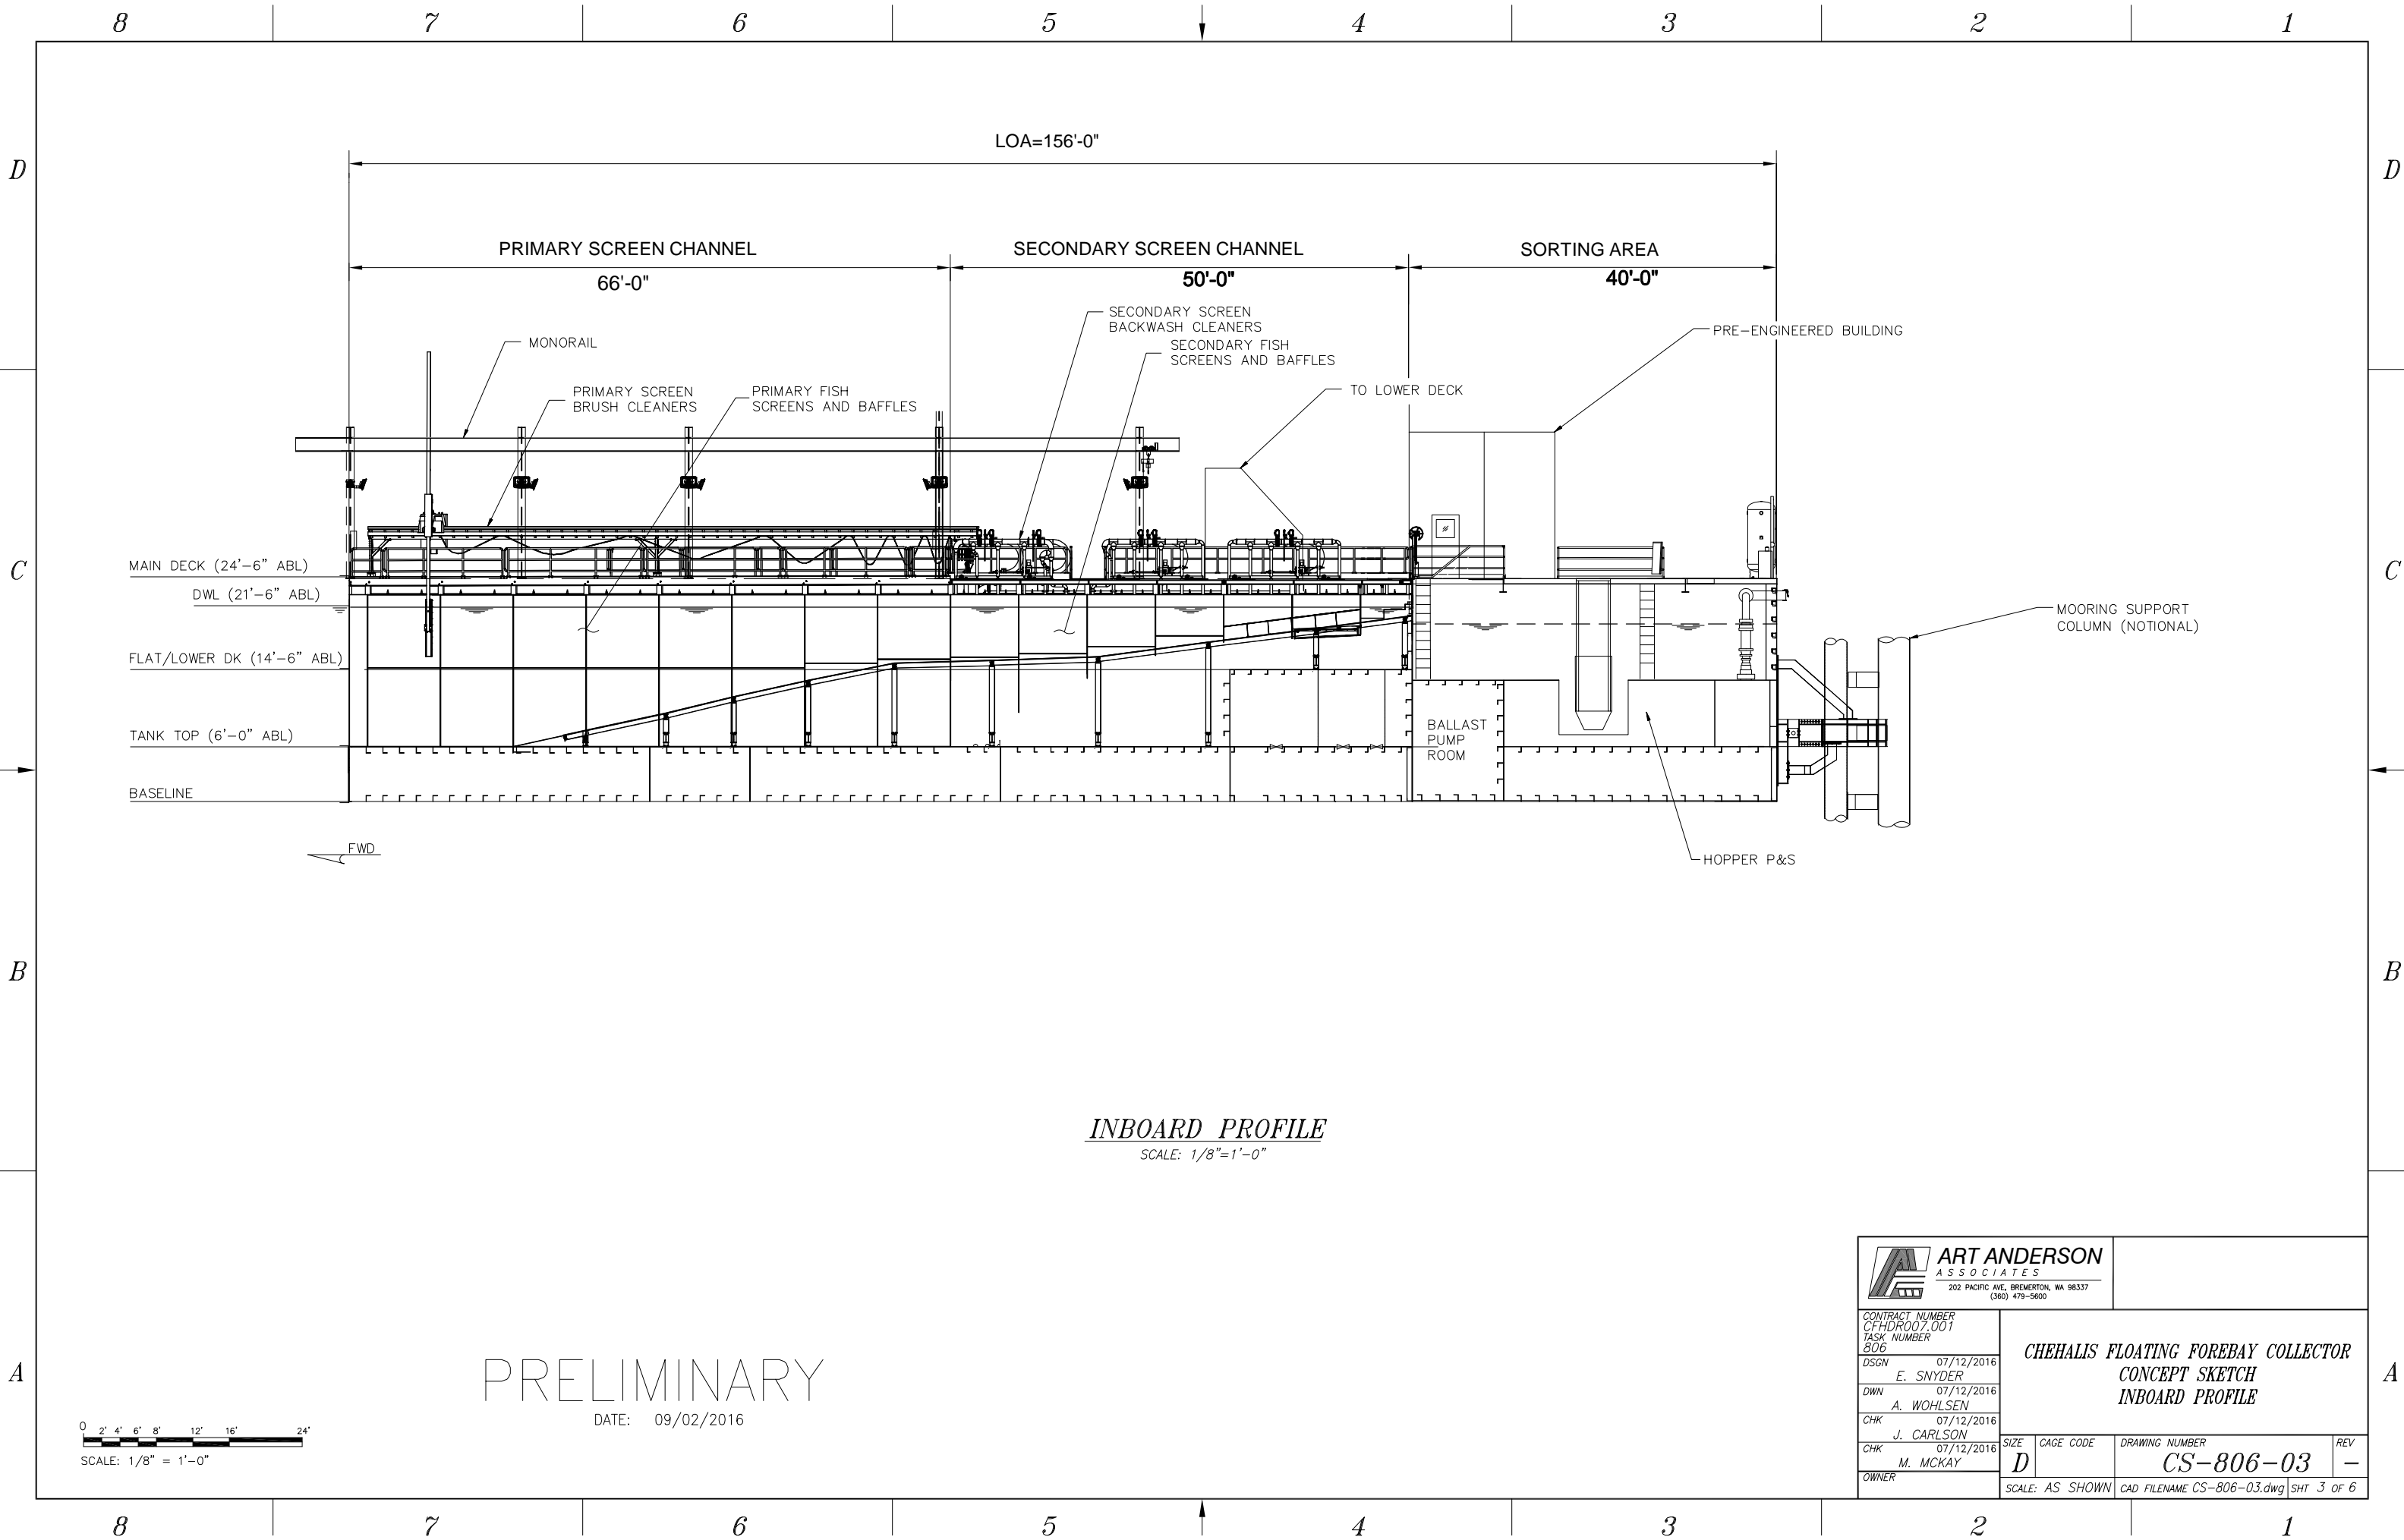 8 7 6 5 4 3 2 1
D
D
LOA=156'-0"
PRIMARY SCREEN CHANNEL
66'-0"
SECONDARY SCREEN CHANNEL
50'-0"
SORTING AREA
40'-0"
SECONDARY SCREEN
BACKWASH CLEANERS
SECONDARY FISH
SCREENS AND BAFFLES
PRE-ENGINEERED BUILDING
MONORAIL
PRIMARY SCREEN
BRUSH CLEANERS
PRIMARY FISH
SCREENS AND BAFFLES
TO LOWER DECK
C
C
MAIN DECK (24'-6" ABL)
DWL (21'-6" ABL)
FLAT/LOWER DK (14'-6" ABL)
TANK TOP (6'-0" ABL)
BASELINE
BALLAST
PUMP
ROOM
MOORING SUPPORT
COLUMN (NOTIONAL)
HOPPER P&S
FWD
B
B
INBOARD PROFILE
SCALE: 1/8"=1'-0"
A
A
PRELIMINARY
DATE: 09/02/2016
0 2' 4' 6' 8' 12' 16' 24'
SCALE: 1/8" = 1'-0"
ART ANDERSON
ASSOCIATES
202 PACIFIC AVE, BREMERTON, WA 98337
(360) 479-5600
CONTRACT NUMBER
CFHDR007.001
TASK NUMBER
806
DSGN 07/12/2016
E. SNYDER
DWN 07/12/2016
A. WOHLSEN
CHK 07/12/2016
J. CARLSON
CHK 07/12/2016
M. MCKAY
OWNER
CHEHALIS FLOATING FOREBAY COLLECTOR
CONCEPT SKETCH
INBOARD PROFILE
SIZE
D
CAGE CODE
DRAWING NUMBER
CS-806-03
REV
-
SCALE: AS SHOWN
CAD FILENAME CS-806-03.dwg
SHT 3 OF 6
8 7 6 5 4 3 2 1